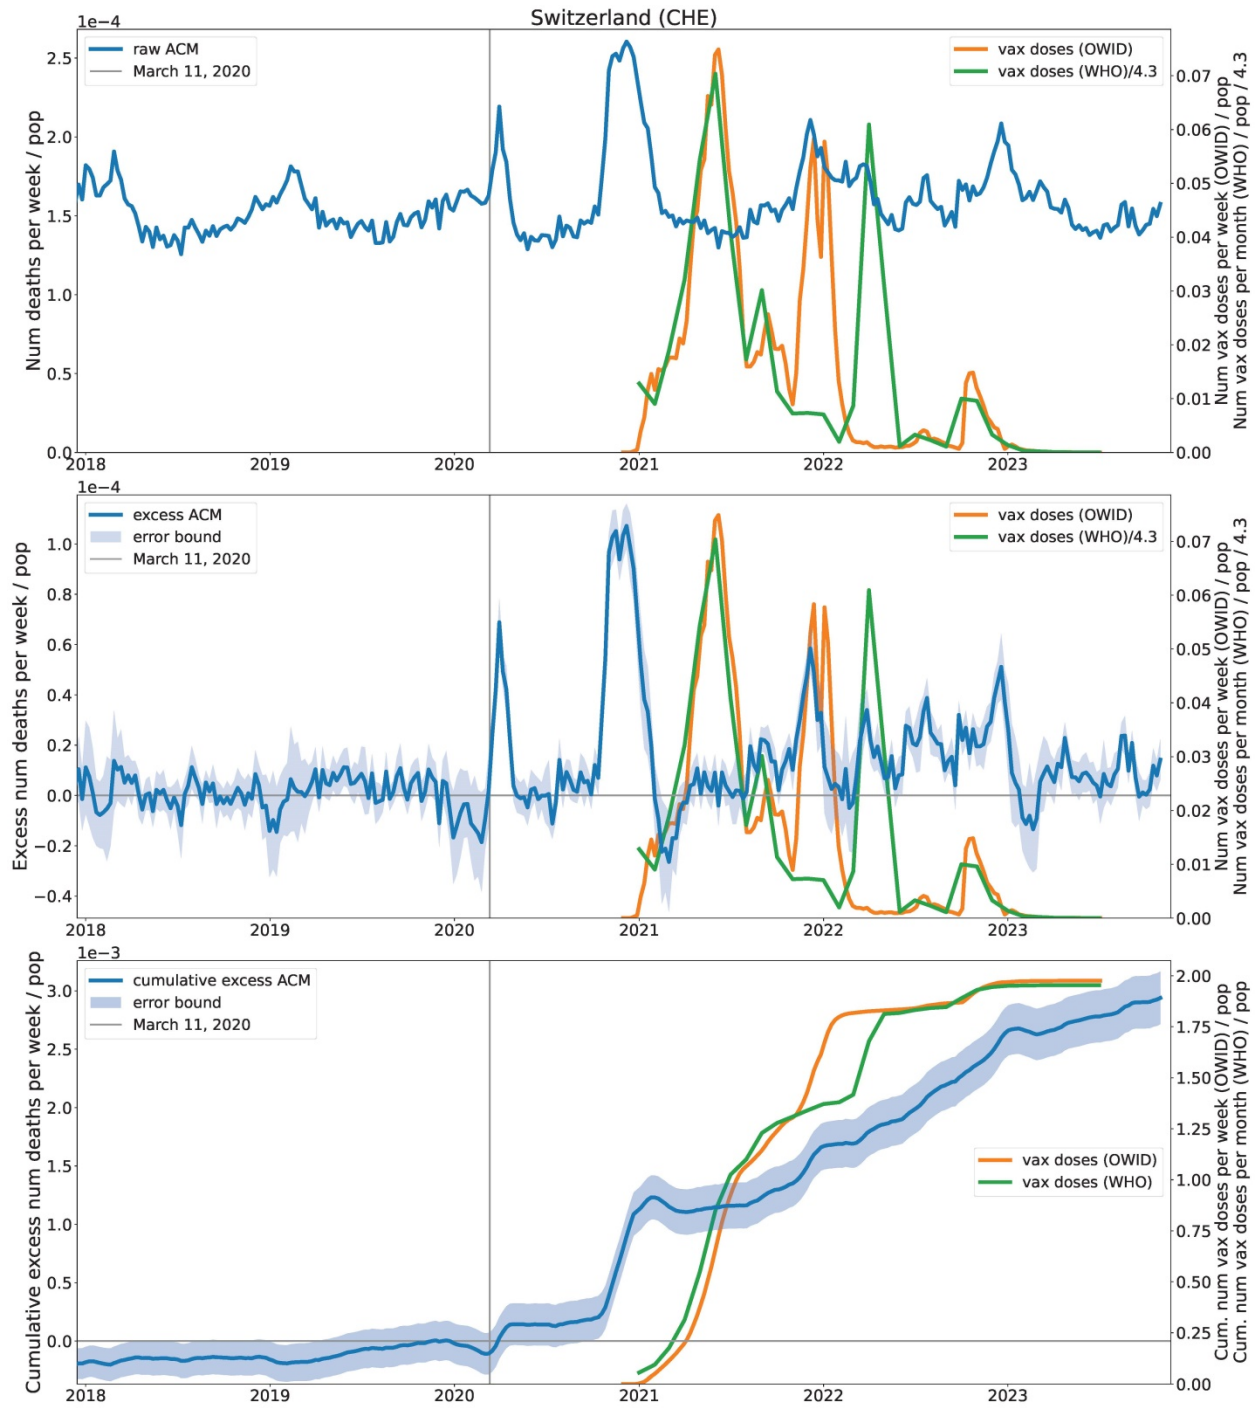 Switzerland (CHE)
1e−4
raw ACM
March 11, 2020
vax doses (OWID)
vax doses (WHO)/4.3
Num deaths per week / pop
2.5
2.0
1.5
1.0
0.5
0.0
0.07
0.06
0.05
0.04
0.03
0.02
0.01
0.00
Num vax doses per week (OWID) / pop
Num vax doses per month (WHO) / pop / 4.3
2018 2019 2020 2021 2022 2023
1e−4
excess ACM
error bound
March 11, 2020
vax doses (OWID)
vax doses (WHO)/4.3
Excess num deaths per week / pop
1.0
0.8
0.6
0.4
0.2
0.0
−0.2
−0.4
0.07
0.06
0.05
0.04
0.03
0.02
0.01
0.00
Num vax doses per week (OWID) / pop
Num vax doses per month (WHO) / pop / 4.3
2018 2019 2020 2021 2022 2023
1e−3
cumulative excess ACM
error bound
March 11, 2020
vax doses (OWID)
vax doses (WHO)
Cumulative excess num deaths per week / pop
3.0
2.5
2.0
1.5
1.0
0.5
0.0
2.00
1.75
1.50
1.25
1.00
0.75
0.50
0.25
0.00
Cum. num vax doses per week (OWID) / pop
Cum. num vax doses per month (WHO) / pop
2018 2019 2020 2021 2022 2023